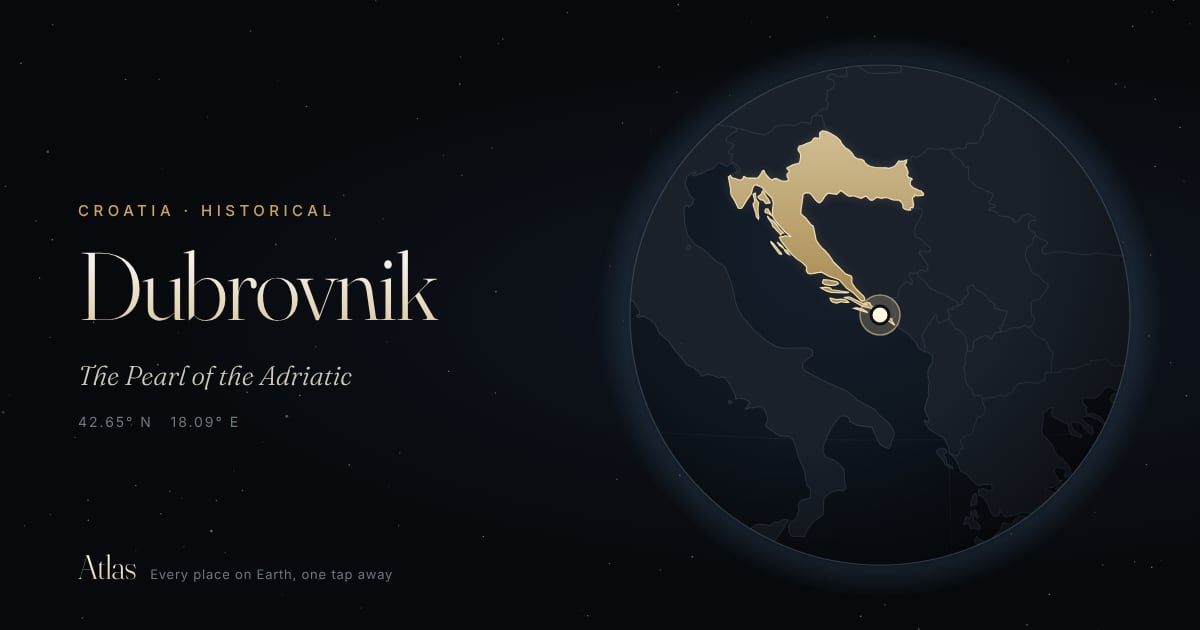 CROATIA · HISTORICAL
Dubrovnik
The Pearl of the Adriatic
42.65° N 18.09° E
Atlas Every place on Earth, one tap away